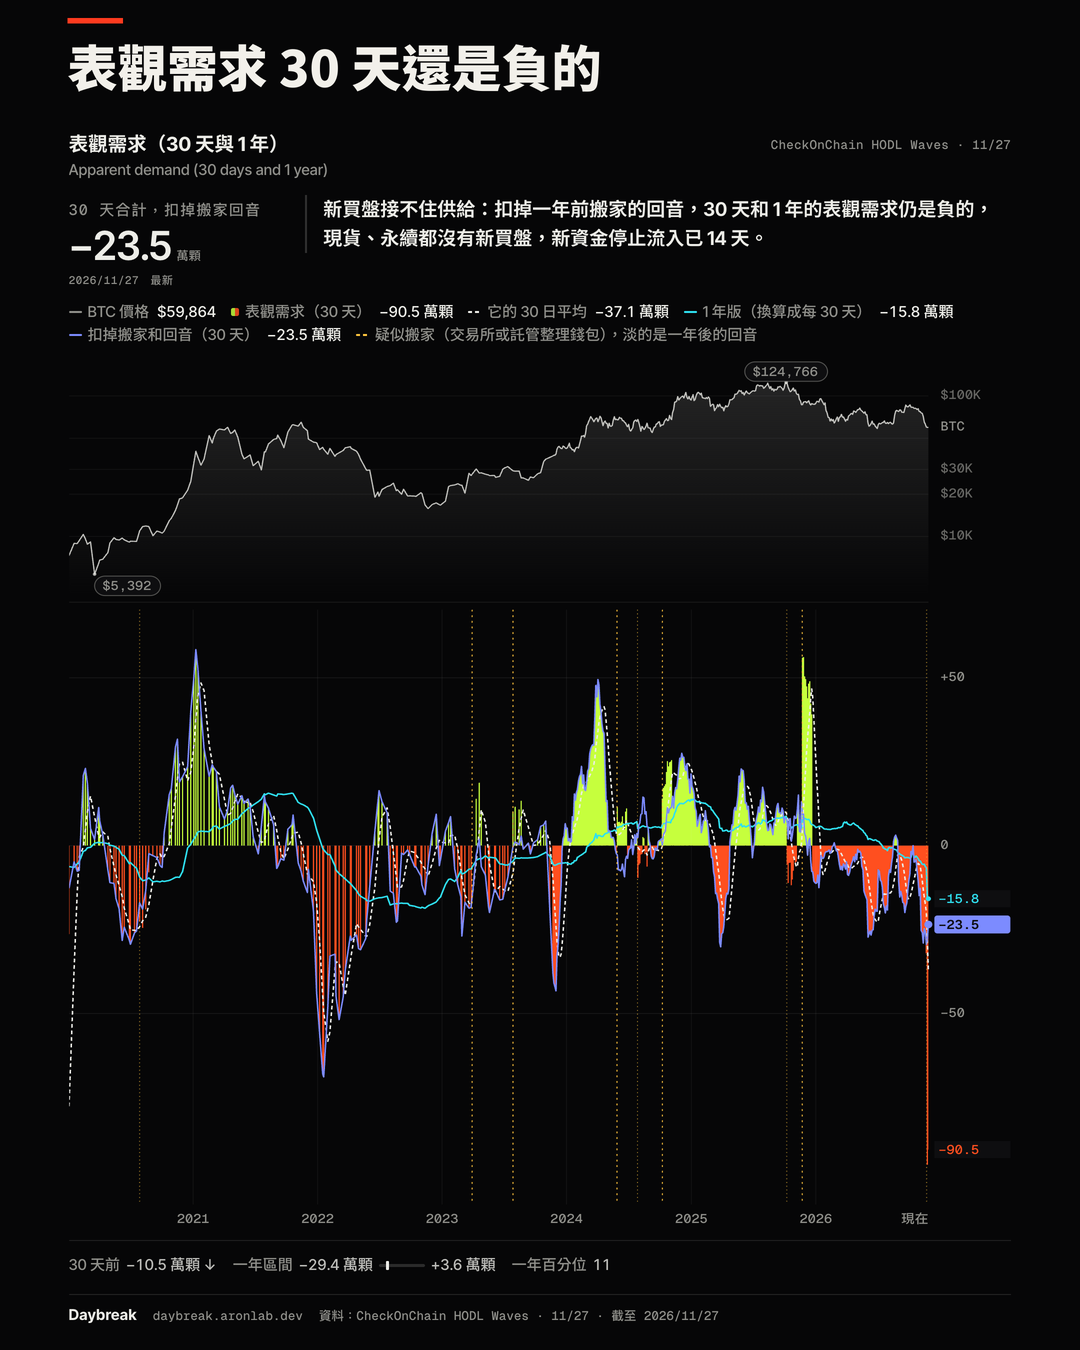 表觀需求 30 天還是負的
表觀需求（30 天與 1 年）
CheckOnChain HODL Waves · 11/27
Apparent demand (30 days and 1 year)
30 天合計，扣掉搬家回音
−23.5 萬顆
2026/11/27 最新
新買盤接不住供給：扣掉一年前搬家的回音，30 天和 1 年的表觀需求仍是負的，
現貨、永續都沒有新買盤，新資金停止流入已 14 天。
BTC 價格 $59,864 表觀需求（30 天） −90.5 萬顆 它的 30 日平均 −37.1 萬顆 1 年版（換算成每 30 天） −15.8 萬顆
扣掉搬家和回音（30 天） −23.5 萬顆 疑似搬家（交易所或託管整理錢包），淡的是一年後的回音
$124,766
$100K
BTC
$30K
$20K
$10K
$5,392
+50
0
−15.8
−23.5
−50
−90.5
2021 2022 2023 2024 2025 2026 現在
30 天前 −10.5 萬顆 ↓ 一年區間 −29.4 萬顆 +3.6 萬顆 一年百分位 11
Daybreak daybreak.aronlab.dev 資料：CheckOnChain HODL Waves · 11/27 · 截至 2026/11/27